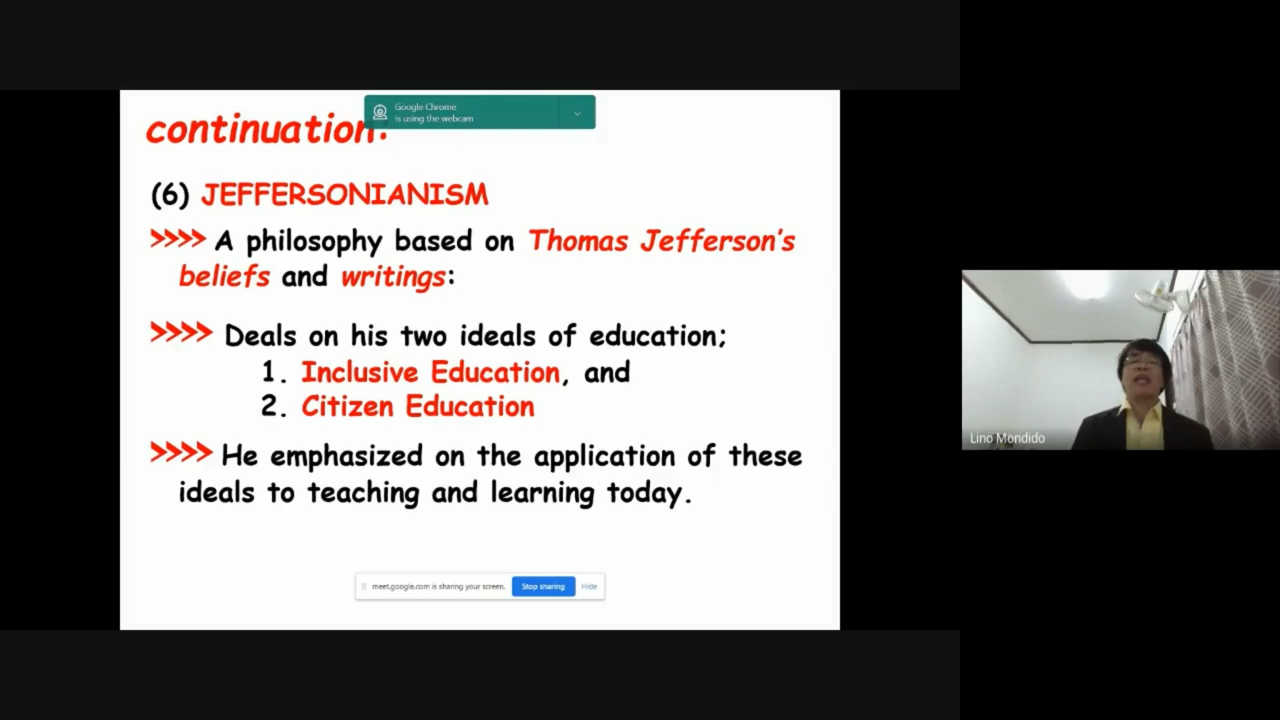 Google Chrome
is using the webcam
continuation:
(6) JEFFERSONIANISM
>>>> A philosophy based on Thomas Jefferson's
beliefs and writings:
>>>> Deals on his two ideals of education;
1. Inclusive Education, and
2. Citizen Education
>>>> He emphasized on the application of these
ideals to teaching and learning today.
meet.google.com is sharing your screen. Stop sharing Hide
Lino Mondido